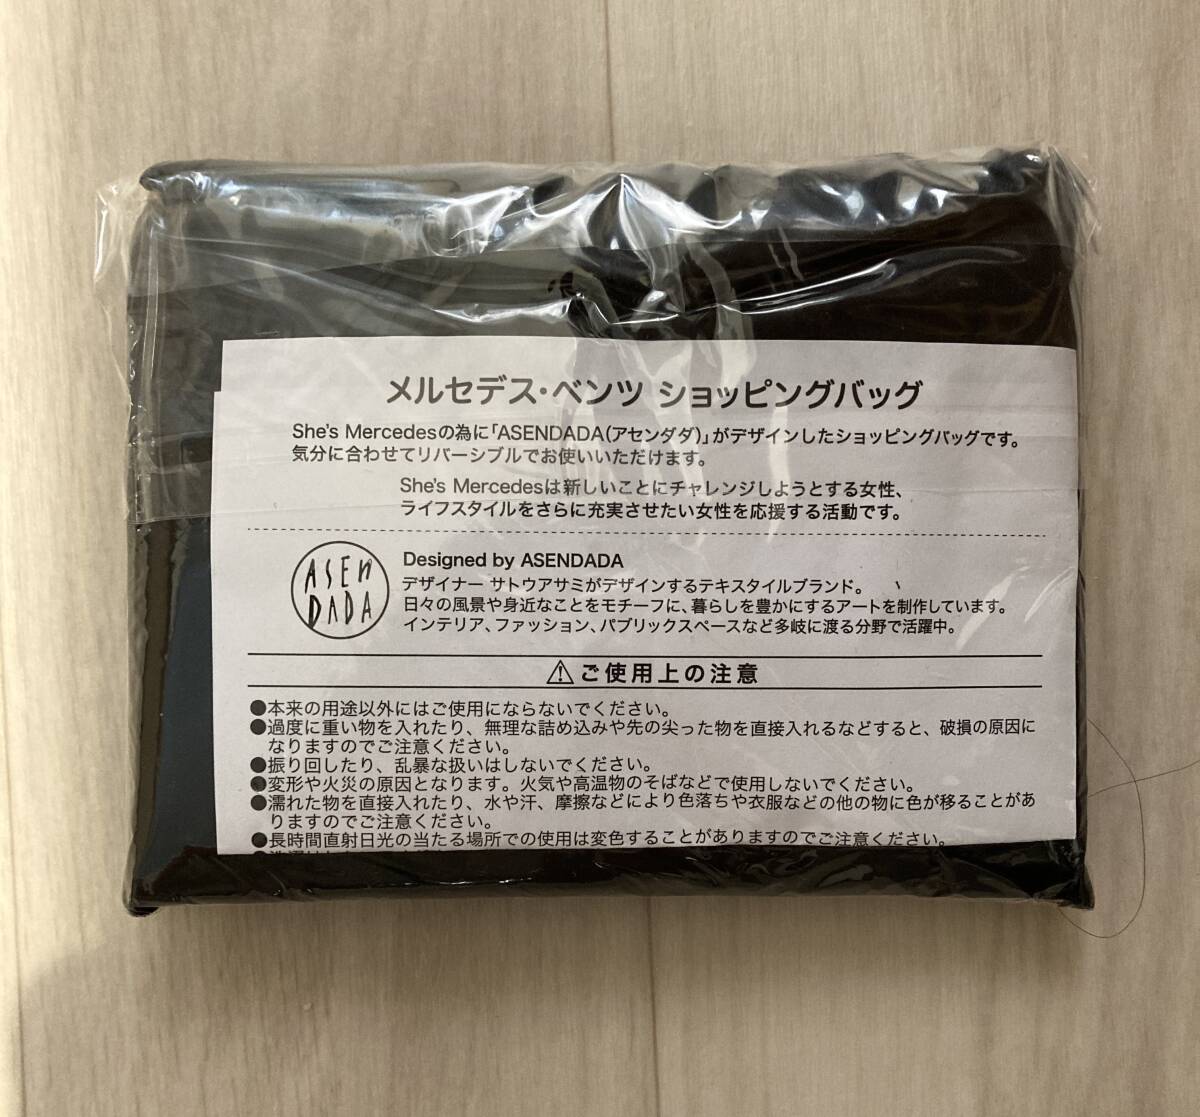 メルセデス・ベンツ ショッピングバッグ
She's Mercedesの為に「ASENDADA(アセンダダ)」がデザインしたショッピングバッグです。
気分に合わせてリバーシブルでお使いいただけます。
She's Mercedesは新しいことにチャレンジしようとする女性、
ライフスタイルをさらに充実させたい女性を応援する活動です。
ASEn
DADA
Designed by ASENDADA
デザイナー サトウアサミがデザインするテキスタイルブランド。
日々の風景や身近なことをモチーフに、暮らしを豊かにするアートを制作しています。
インテリア、ファッション、パブリックスペースなど多岐に渡る分野で活躍中。
⚠ご使用上の注意
●本来の用途以外にはご使用にならないでください。
●過度に重い物を入れたり、無理な詰め込みや先の尖った物を直接入れるなどすると、破損の原因に
なりますのでご注意ください。
●振り回したり、乱暴な扱いはしないでください。
●変形や火災の原因となります。火気や高温物のそばなどで使用しないでください。
●濡れた物を直接入れたり、水や汗、摩擦などにより色落ちや衣服などの他の物に色が移ることがあ
りますのでご注意ください。
●長時間直射日光の当たる場所での使用は変色することがありますのでご注意ください。